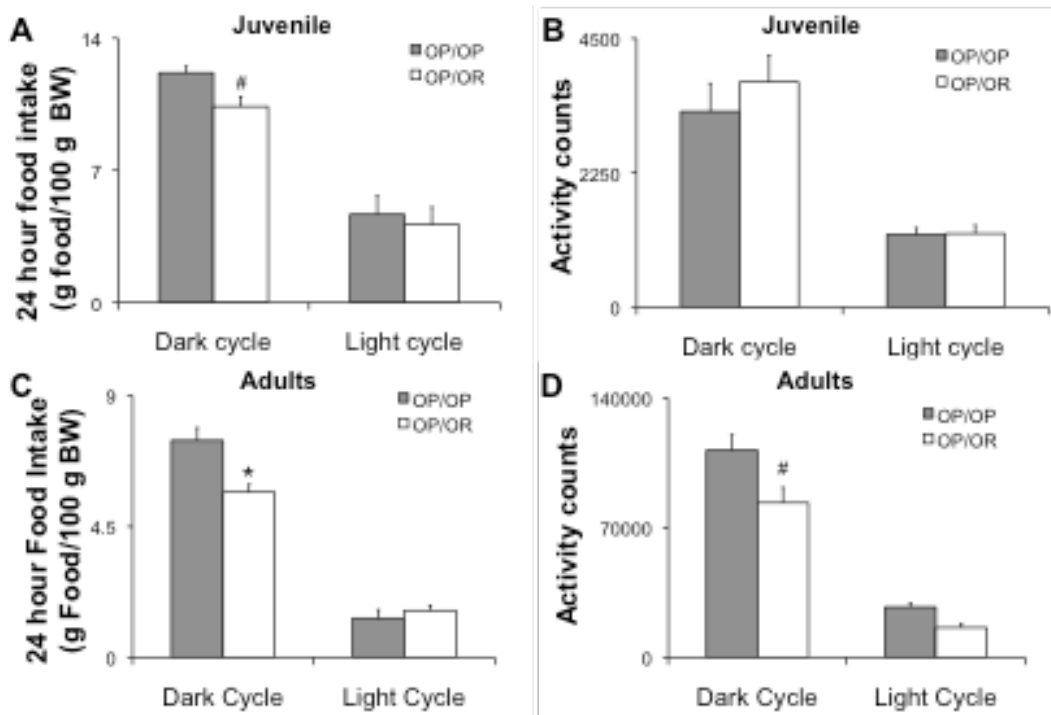 A
Juvenile
14
OP/OP
OP/OR
#
24 hour food intake
(g food/100 g BW)
7
0
Dark cycle
Light cycle
B
Juvenile
4500
OP/OP
OP/OR
Activity counts
2250
0
Dark cycle
Light cycle
C
Adults
9
OP/OP
OP/OR
*
24 hour Food Intake
(g Food/100 g BW)
4.5
0
Dark Cycle
Light Cycle
D
Adults
140000
OP/OP
OP/OR
#
Activity counts
70000
0
Dark Cycle
Light Cycle